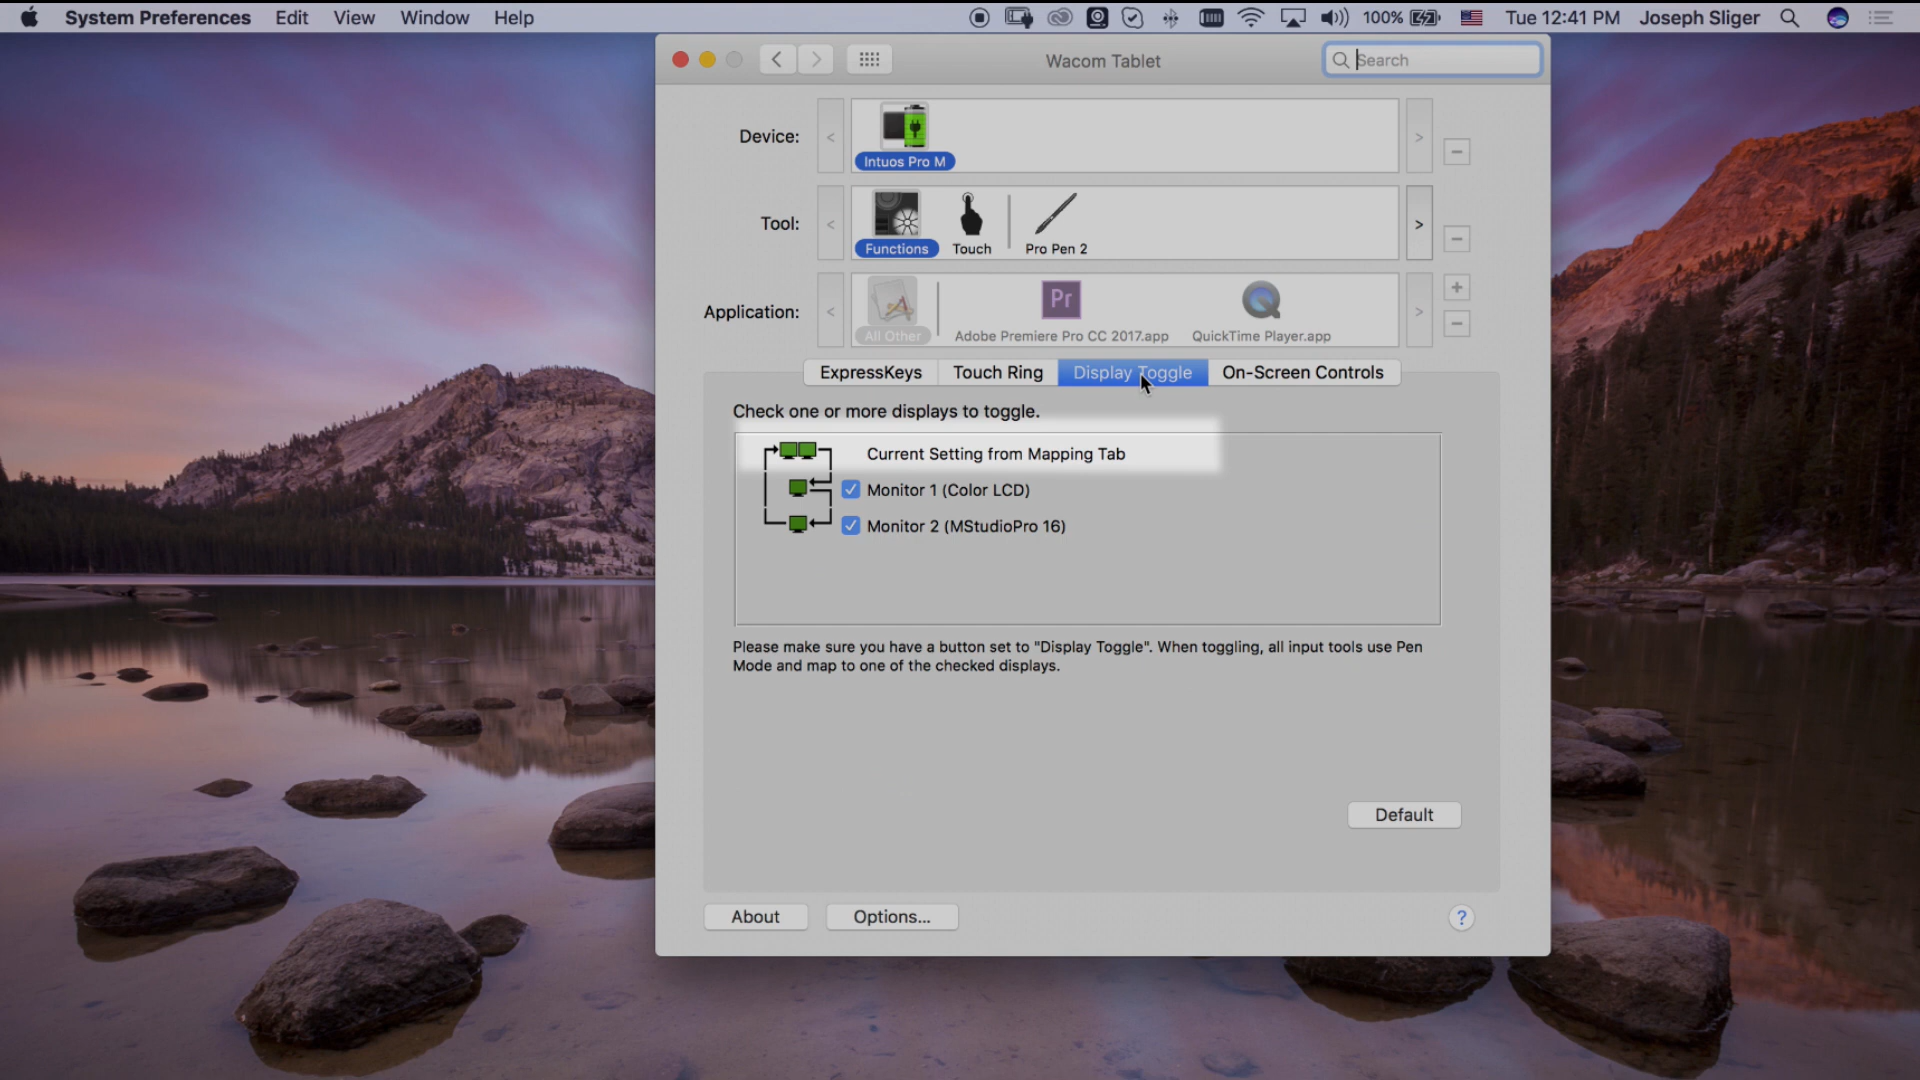 System Preferences Edit View Window Help 100% Tue 12:41 PM Joseph Sliger
Wacom Tablet
Search
Device:
Intuos Pro M
Tool:
Functions Touch Pro Pen 2
Application:
Pr
All Other Adobe Premiere Pro CC 2017.app QuickTime Player.app
ExpressKeys Touch Ring Display Toggle On-Screen Controls
Check one or more displays to toggle.
Current Setting from Mapping Tab
Monitor 1 (Color LCD)
Monitor 2 (MStudioPro 16)
Please make sure you have a button set to "Display Toggle". When toggling, all input tools use Pen
Mode and map to one of the checked displays.
Default
About Options... ?